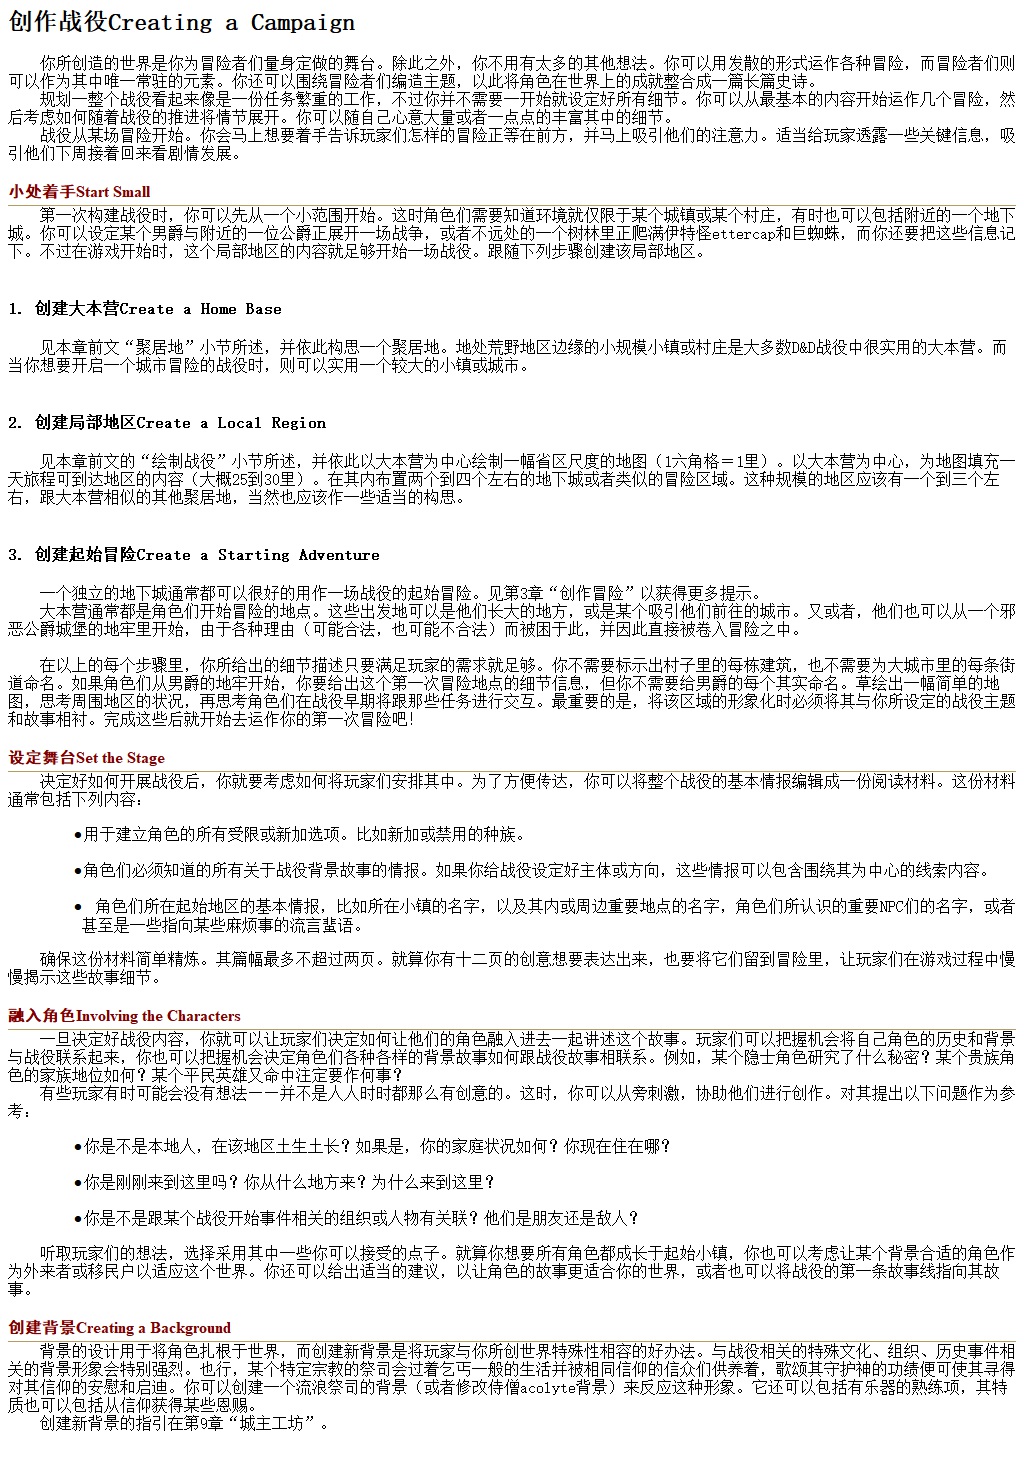 创作战役Creating a Campaign
你所创造的世界是你为冒险者们量身定做的舞台。除此之外，你不用有太多的其他想法。你可以用发散的形式运作各种冒险，而冒险者们则
可以作为其中唯一常驻的元素。你还可以围绕冒险者们编造主题，以此将角色在世界上的成就整合成一篇长篇史诗。
规划一整个战役看起来像是一份任务繁重的工作，不过你并不需要一开始就设定好所有细节。你可以从最基本的内容开始运作几个冒险，然
后考虑如何随着战役的推进将情节展开。你可以随自己心意大量或者一点点的丰富其中的细节。
战役从某场冒险开始。你会马上想要着手告诉玩家们怎样的冒险正等在前方，并马上吸引他们的注意力。适当给玩家透露一些关键信息，吸
引他们下周接着回来看剧情发展。
小处着手Start Small
第一次构建战役时，你可以先从一个小范围开始。这时角色们需要知道环境就仅限于某个城镇或某个村庄，有时也可以包括附近的一个地下
城。你可以设定某个男爵与附近的一位公爵正展开一场战争，或者不远处的一个树林里正爬满伊特怪ettercap和巨蜘蛛，而你还要把这些信息记
下。不过在游戏开始时，这个局部地区的内容就足够开始一场战役。跟随下列步骤创建该局部地区。
1. 创建大本营Create a Home Base
见本章前文“聚居地”小节所述，并依此构思一个聚居地。地处荒野地区边缘的小规模小镇或村庄是大多数D&D战役中很实用的大本营。而
当你想要开启一个城市冒险的战役时，则可以实用一个较大的小镇或城市。
2. 创建局部地区Create a Local Region
见本章前文的“绘制战役”小节所述，并依此以大本营为中心绘制一幅省区尺度的地图（1六角格＝1里）。以大本营为中心，为地图填充一
天旅程可到达地区的内容（大概25到30里）。在其内布置两个到四个左右的地下城或者类似的冒险区域。这种规模的地区应该有一个到三个左
右，跟大本营相似的其他聚居地，当然也应该作一些适当的构思。
3. 创建起始冒险Create a Starting Adventure
一个独立的地下城通常都可以很好的用作一场战役的起始冒险。见第3章“创作冒险”以获得更多提示。
大本营通常都是角色们开始冒险的地点。这些出发地可以是他们长大的地方，或是某个吸引他们前往的城市。又或者，他们也可以从一个邪
恶公爵城堡的地牢里开始，由于各种理由（可能合法，也可能不合法）而被困于此，并因此直接被卷入冒险之中。
在以上的每个步骤里，你所给出的细节描述只要满足玩家的需求就足够。你不需要标示出村子里的每栋建筑，也不需要为大城市里的每条街
道命名。如果角色们从男爵的地牢开始，你要给出这个第一次冒险地点的细节信息，但你不需要给男爵的每个其实命名。草绘出一幅简单的地
图，思考周围地区的状况，再思考角色们在战役早期将跟那些任务进行交互。最重要的是，将该区域的形象化时必须将其与你所设定的战役主题
和故事相衬。完成这些后就开始去运作你的第一次冒险吧！
设定舞台Set the Stage
决定好如何开展战役后，你就要考虑如何将玩家们安排其中。为了方便传达，你可以将整个战役的基本情报编辑成一份阅读材料。这份材料
通常包括下列内容：
●用于建立角色的所有受限或新加选项。比如新加或禁用的种族。
●角色们必须知道的所有关于战役背景故事的情报。如果你给战役设定好主体或方向，这些情报可以包含围绕其为中心的线索内容。
● 角色们所在起始地区的基本情报，比如所在小镇的名字，以及其内或周边重要地点的名字，角色们所认识的重要NPC们的名字，或者
甚至是一些指向某些麻烦事的流言蜚语。
确保这份材料简单精炼。其篇幅最多不超过两页。就算你有十二页的创意想要表达出来，也要将它们留到冒险里，让玩家们在游戏过程中慢
慢揭示这些故事细节。
融入角色Involving the Characters
一旦决定好战役内容，你就可以让玩家们决定如何让他们的角色融入进去一起讲述这个故事。玩家们可以把握机会将自己角色的历史和背景
与战役联系起来，你也可以把握机会决定角色们各种各样的背景故事如何跟战役故事相联系。例如，某个隐士角色研究了什么秘密？某个贵族角
色的家族地位如何？某个平民英雄又命中注定要作何事？
有些玩家有时可能会没有想法——并不是人人时时都那么有创意的。这时，你可以从旁刺激，协助他们进行创作。对其提出以下问题作为参
考：
●你是不是本地人，在该地区土生土长？如果是，你的家庭状况如何？你现在住在哪？
●你是刚刚来到这里吗？你从什么地方来？为什么来到这里？
●你是不是跟某个战役开始事件相关的组织或人物有关联？他们是朋友还是敌人？
听取玩家们的想法，选择采用其中一些你可以接受的点子。就算你想要所有角色都成长于起始小镇，你也可以考虑让某个背景合适的角色作
为外来者或移民户以适应这个世界。你还可以给出适当的建议，以让角色的故事更适合你的世界，或者也可以将战役的第一条故事线指向其故
事。
创建背景Creating a Background
背景的设计用于将角色扎根于世界，而创建新背景是将玩家与你所创世界特殊性相容的好办法。与战役相关的特殊文化、组织、历史事件相
关的背景形象会特别强烈。也行，某个特定宗教的祭司会过着乞丐一般的生活并被相同信仰的信众们供养着，歌颂其守护神的功绩便可使其寻得
对其信仰的安慰和启迪。你可以创建一个流浪祭司的背景（或者修改侍僧acolyte背景）来反应这种形象。它还可以包括有乐器的熟练项，其特
质也可以包括从信仰获得某些恩赐。
创建新背景的指引在第9章“城主工坊”。